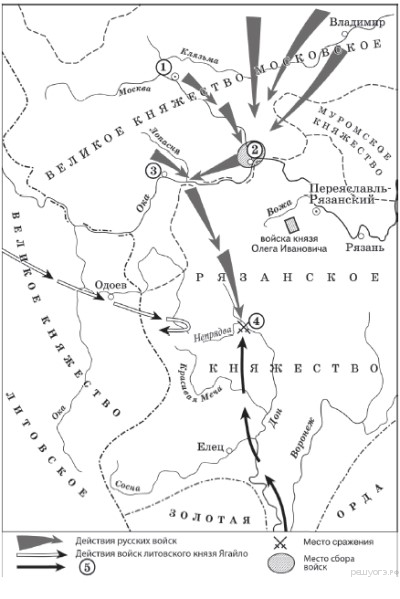 Владимир
Клязьма
1
Москва
ВЕЛИКОЕ КНЯЖЕСТВО МОСКОВСКОЕ
МУРОМСКОЕ
КНЯЖЕСТВО
Лопасня
2
3
Ока
Переяславль-
Рязанский
Вожа
войска князя
Олега Ивановича
Рязань
РЯЗАНСКОЕ
Одоев
4
Непрядва
КНЯЖЕСТВО
Красивая Меча
ВЕЛИКОЕ КНЯЖЕСТВО
ЛИТОВСКОЕ
Ока
Дон
Воронеж
Елец
Сосна
ЗОЛОТАЯ ОРДА
Действия русских войск
Действия войск литовского князя Ягайло
5
Место сражения
Место сбора
войск
решуогэ.рф